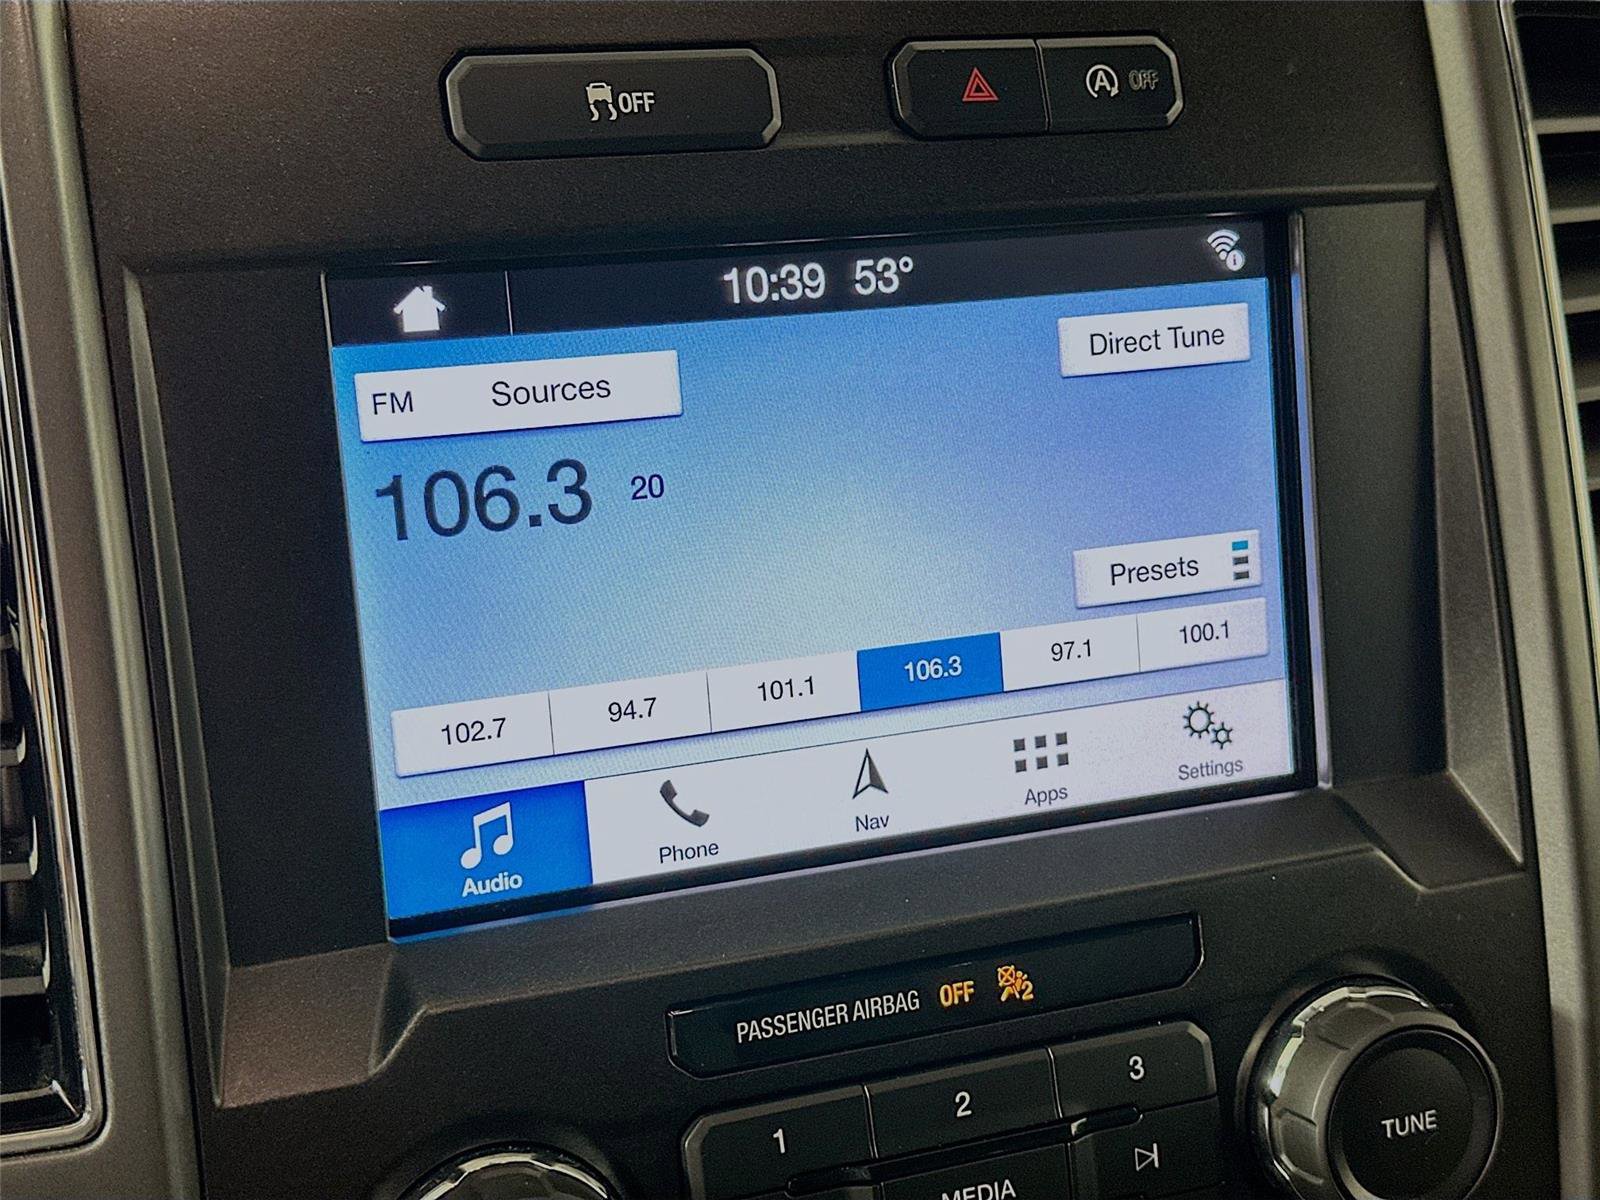 OFF
A OFF
10:39 53°
FM Sources
Direct Tune
106.3 20
Presets
102.7 94.7 101.1 106.3 97.1 100.1
Audio Phone Nav Apps Settings
PASSENGER AIRBAG OFF 2
1 2 3
TUNE
MEDIA